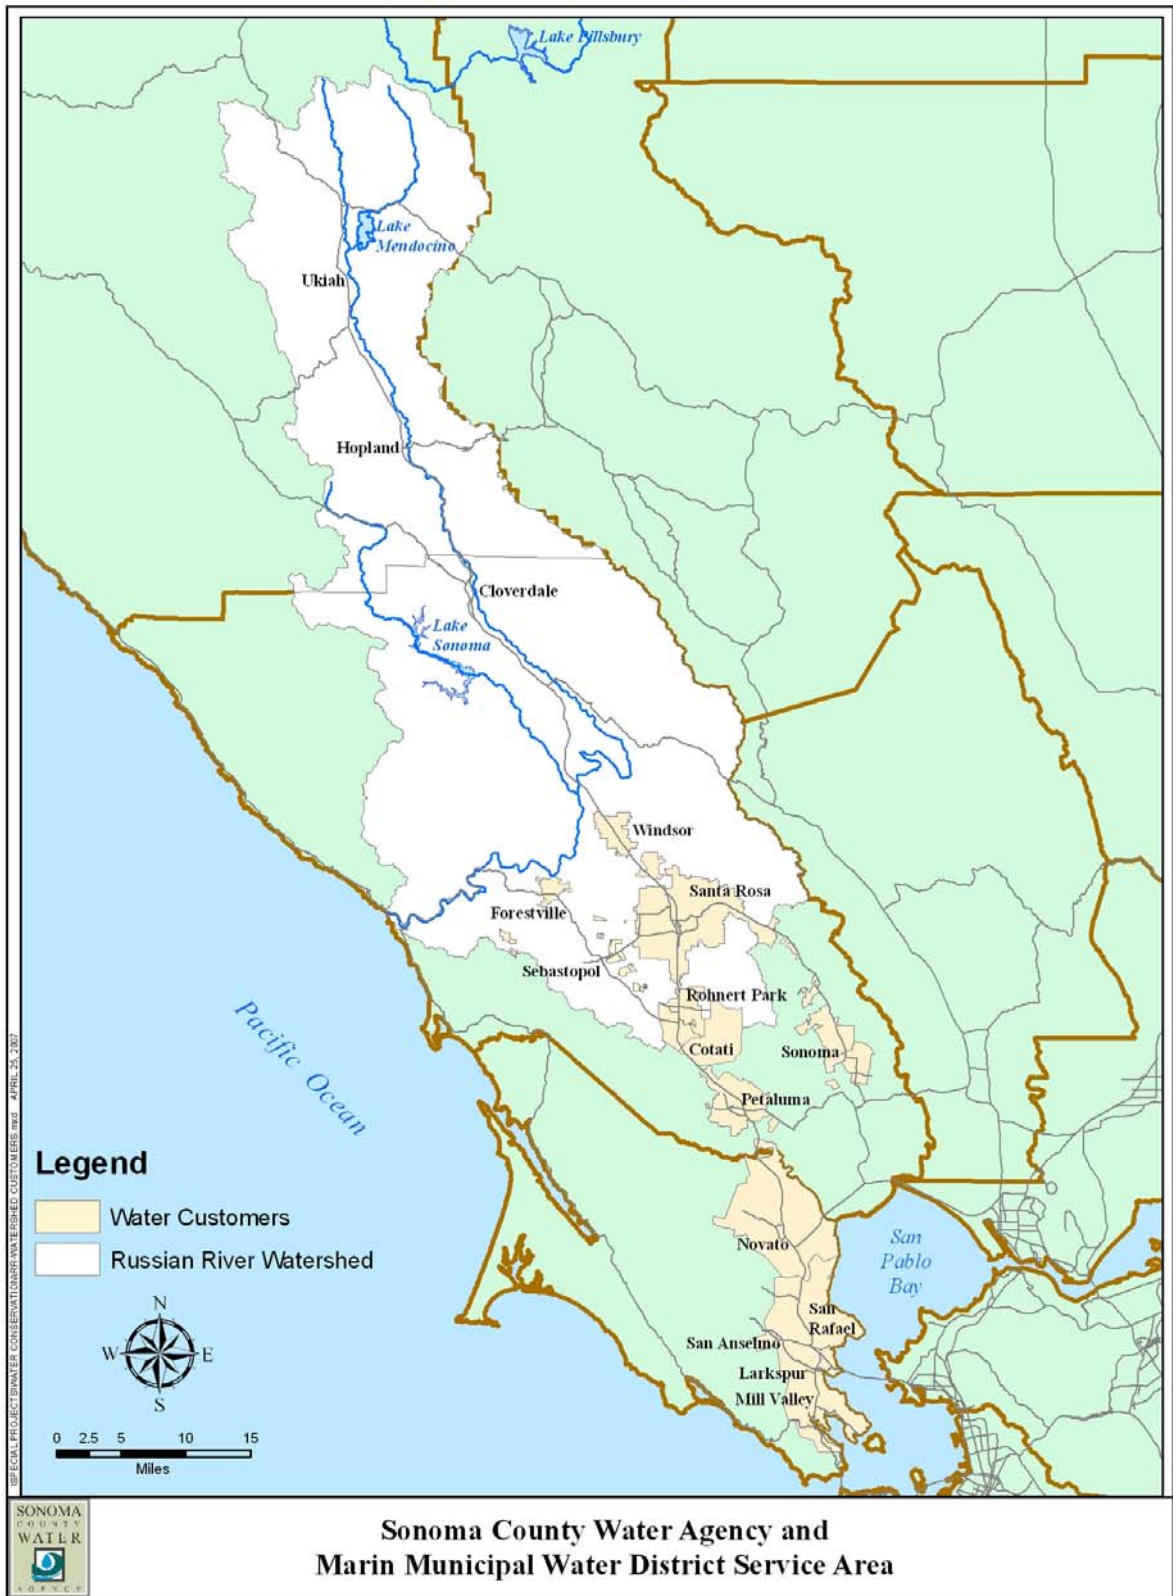 Lake Pillsbury
Lake
Mendocino
Ukiah
Hopland
Cloverdale
Lake
Sonoma
Windsor
Santa Rosa
Forestville
Sebastopol
Rohnert Park
Cotati
Sonoma
Petaluma
Pacific Ocean
Novato
San
Pablo
Bay
San
Rafael
San Anselmo
Larkspur
Mill Valley
Legend
Water Customers
Russian River Watershed
N
W E
S
0 2.5 5 10 15
Miles
APRIL 25, 2007
SONOMA
COUNTY
WATER
AGENCY
Sonoma County Water Agency and
Marin Municipal Water District Service Area